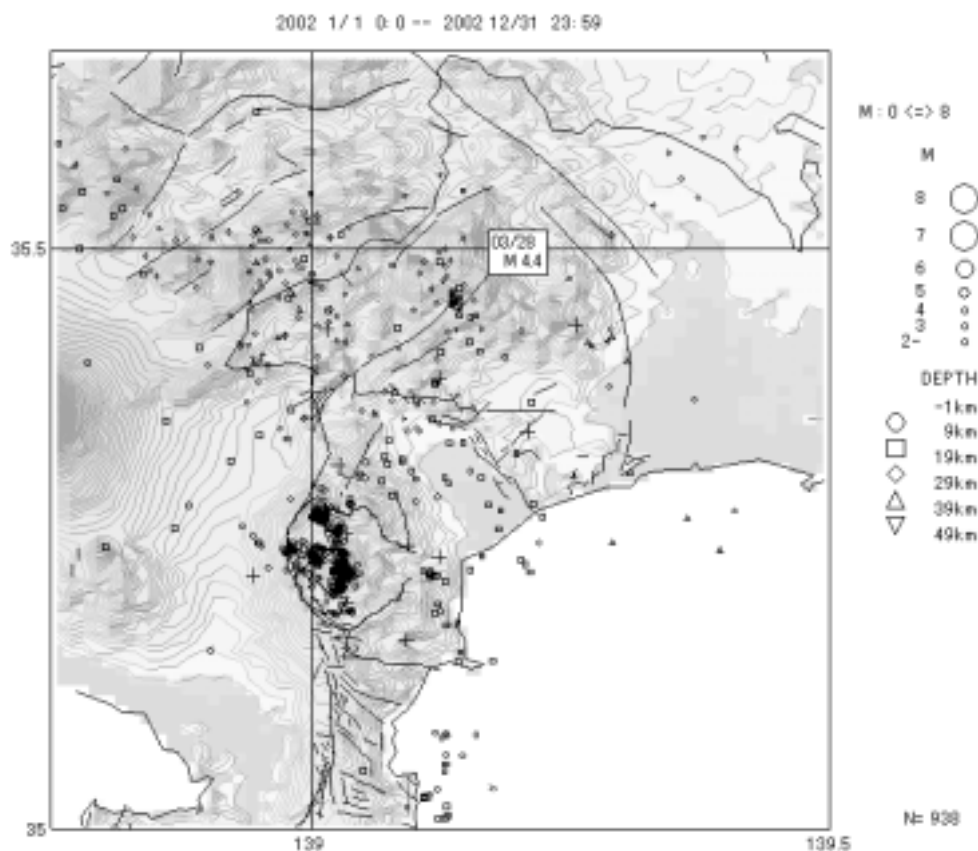 2002 1/1 0:0 -- 2002 12/31 23:59
M : 0 <=> 8
M
8
7
6
5
4
3
2-
35.5
03/28
M 4.4
DEPTH
-1km
9km
19km
29km
39km
49km
N= 938
35
139
139.5